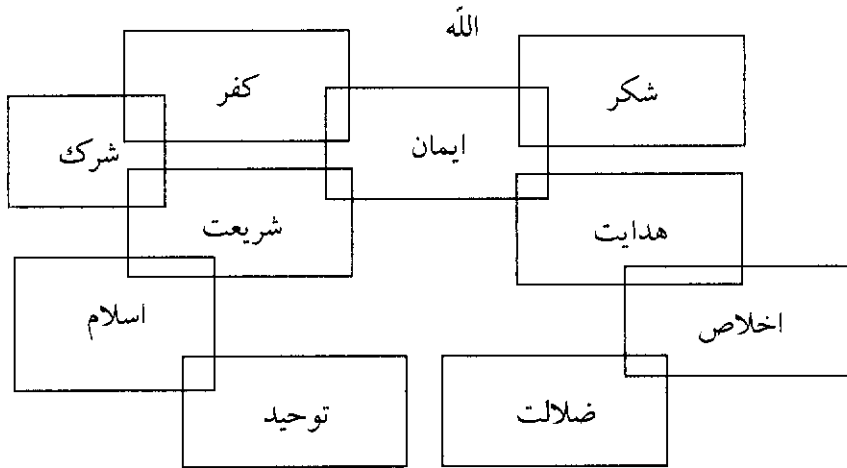 الله
کفر
شکر
ایمان
شرک
شریعت
هدایت
اسلام
اخلاص
توحید
ضلالت